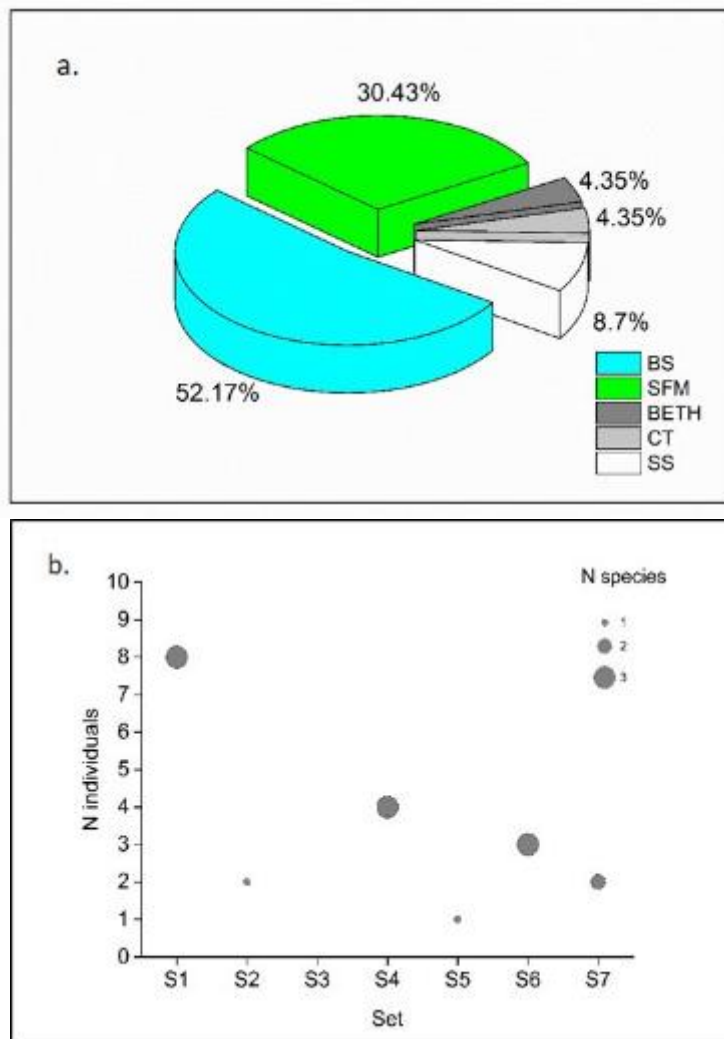 a.
30.43%
4.35%
4.35%
8.7%
52.17%
BS
SFM
BETH
CT
SS
b.
N species
1
2
3
10
9
8
7
6
5
4
3
2
1
0
N individuals
S1 S2 S3 S4 S5 S6 S7
Set